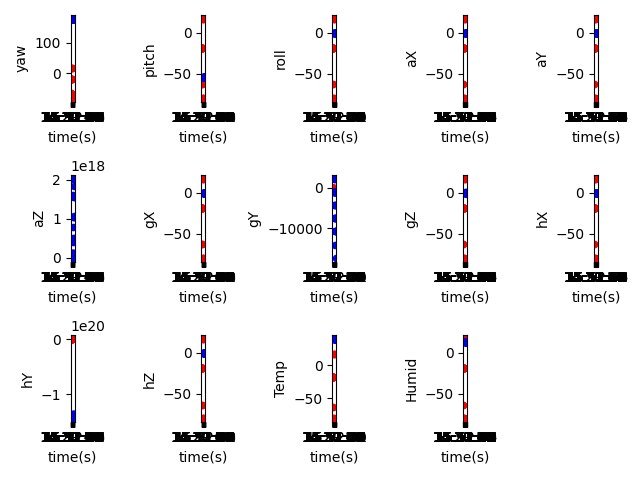 yaw 100 0 time(s)
pitch 0 −50 time(s)
roll 0 −50 time(s)
aX 0 −50 time(s)
aY 0 −50 time(s)
aZ 1e18 2 1 0 time(s)
gX 0 −50 time(s)
gY 0 −10000 time(s)
gZ 0 −50 time(s)
hX 0 −50 time(s)
hY 1e20 0 −1 time(s)
hZ 0 −50 time(s)
Temp 0 −50 time(s)
Humid 0 −50 time(s)